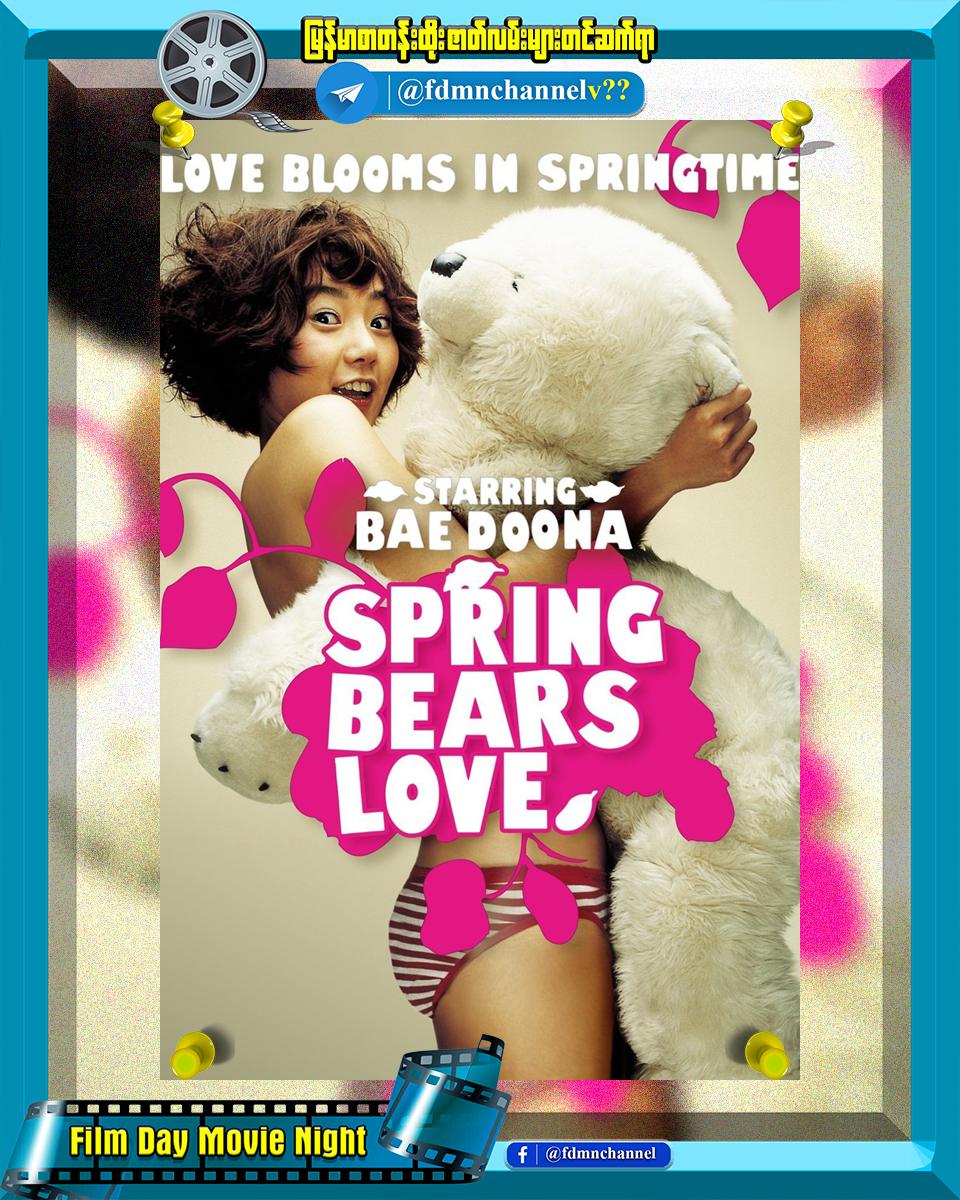 မြန်မာစာတန်းထိုးဇာတ်လမ်းများတင်ဆက်ရာ
@fdmnchannelv??
LOVE BLOOMS IN SPRINGTIME
STARRING
BAE DOONA
SPRING
BEARS
LOVE
Film Day Movie Night
f @fdmnchannel